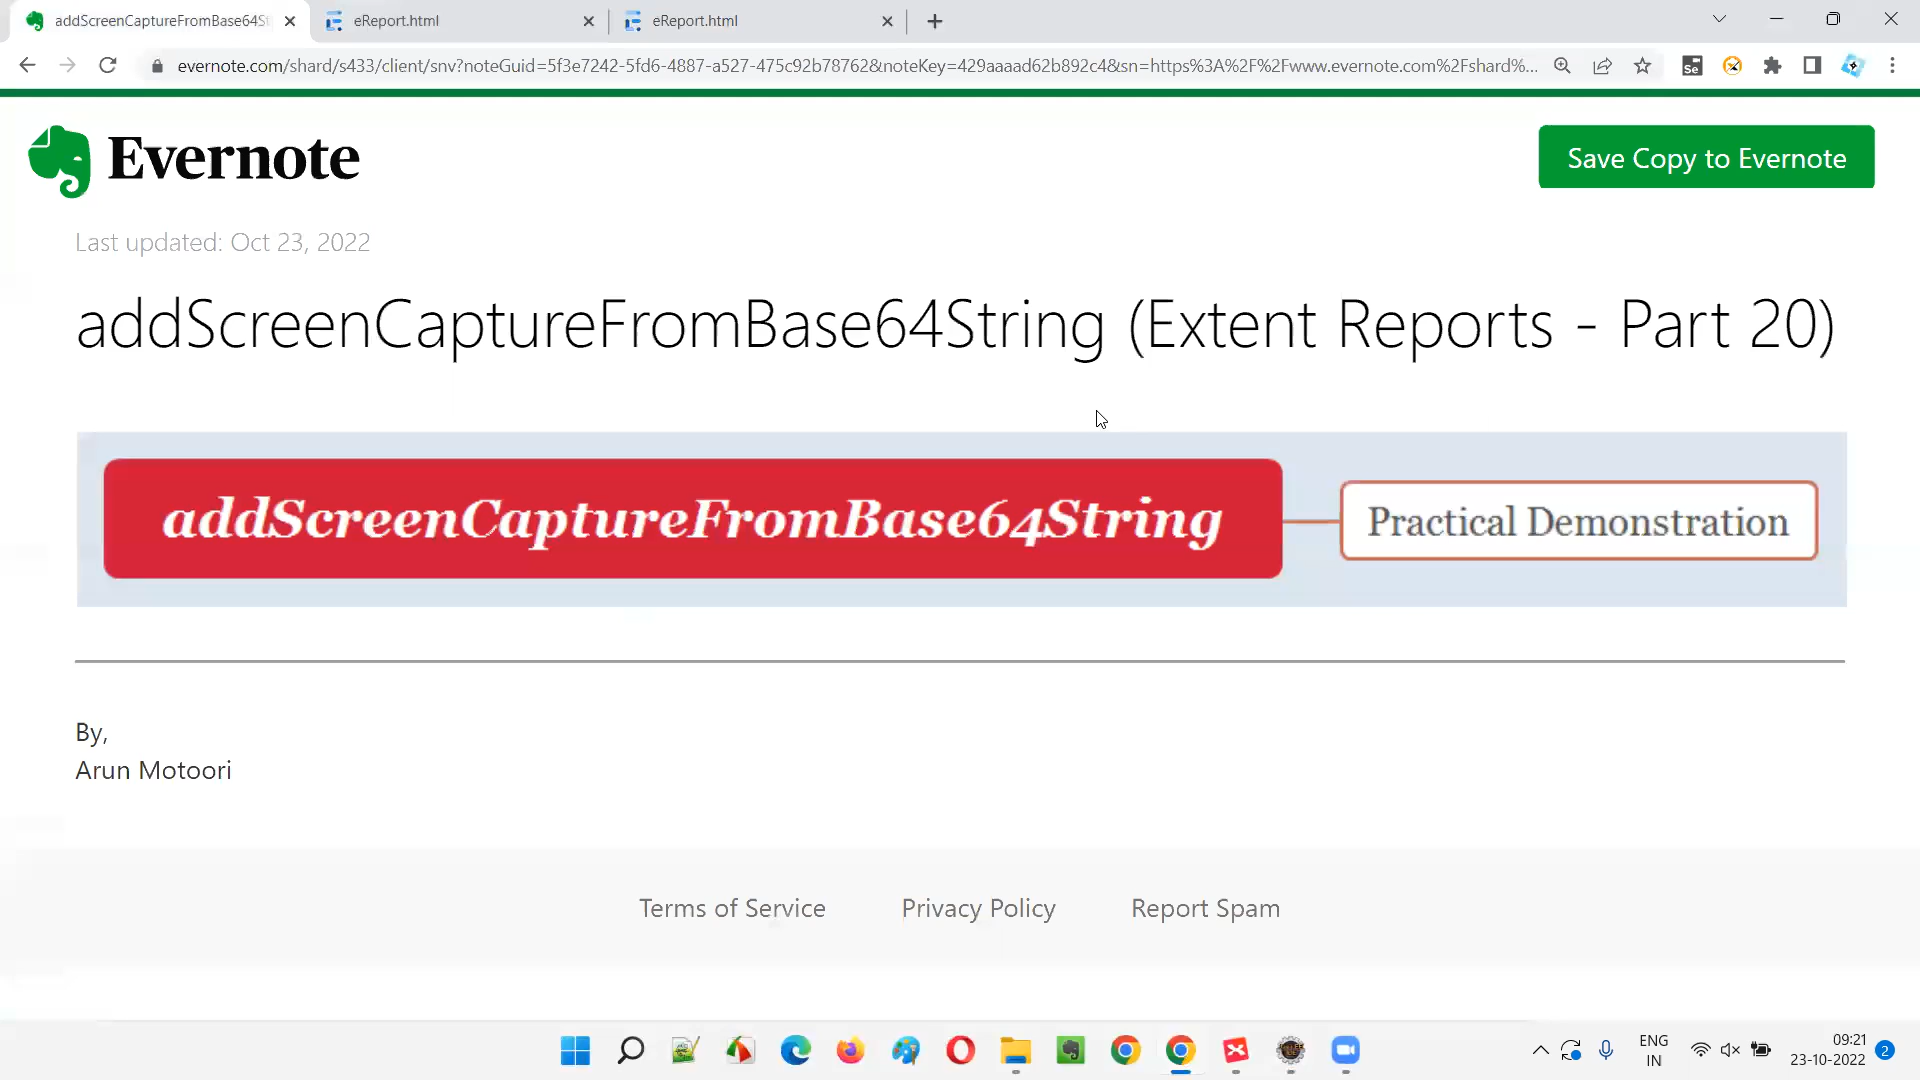 addScreenCaptureFromBase64S
eReport.html
eReport.html
evernote.com/shard/s433/client/snv?noteGuid=5f3e7242-5fd6-4887-a527-475c92b78762&noteKey=429aaaad62b892c4&sn=https%3A%2F%2Fwww.evernote.com%2Fshard%...
Se
Evernote
Save Copy to Evernote
Last updated: Oct 23, 2022
addScreenCaptureFromBase64String (Extent Reports - Part 20)
addScreenCaptureFromBase64String
Practical Demonstration
By,
Arun Motoori
Terms of Service
Privacy Policy
Report Spam
ENG
IN
09:21
23-10-2022
2